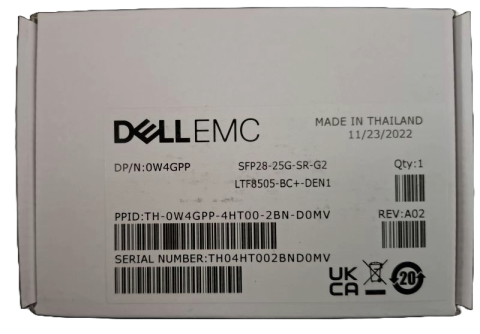 DELLEMC
MADE IN THAILAND
11/23/2022
DP/N:0W4GPP SFP28-25G-SR-G2 Qty:1
LTF8505-BC+-DEN1
PPID:TH-0W4GPP-4HT00-2BN-D0MV REV:A02
SERIAL NUMBER:TH04HT002BND0MV
UK
CA
20